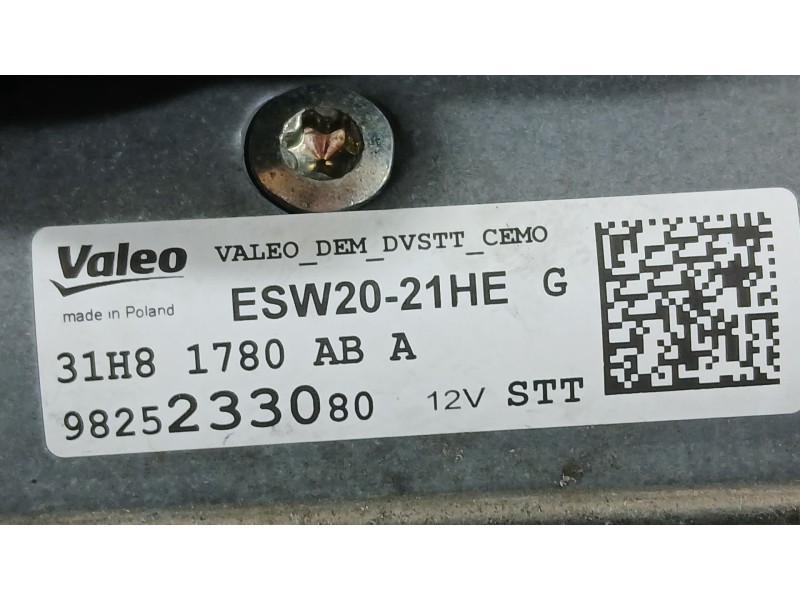 Valeo VALEO_DEM_DVSTT_CEMO
made in Poland ESW20-21HE G
31H8 1780 AB A
9825233080 12V STT